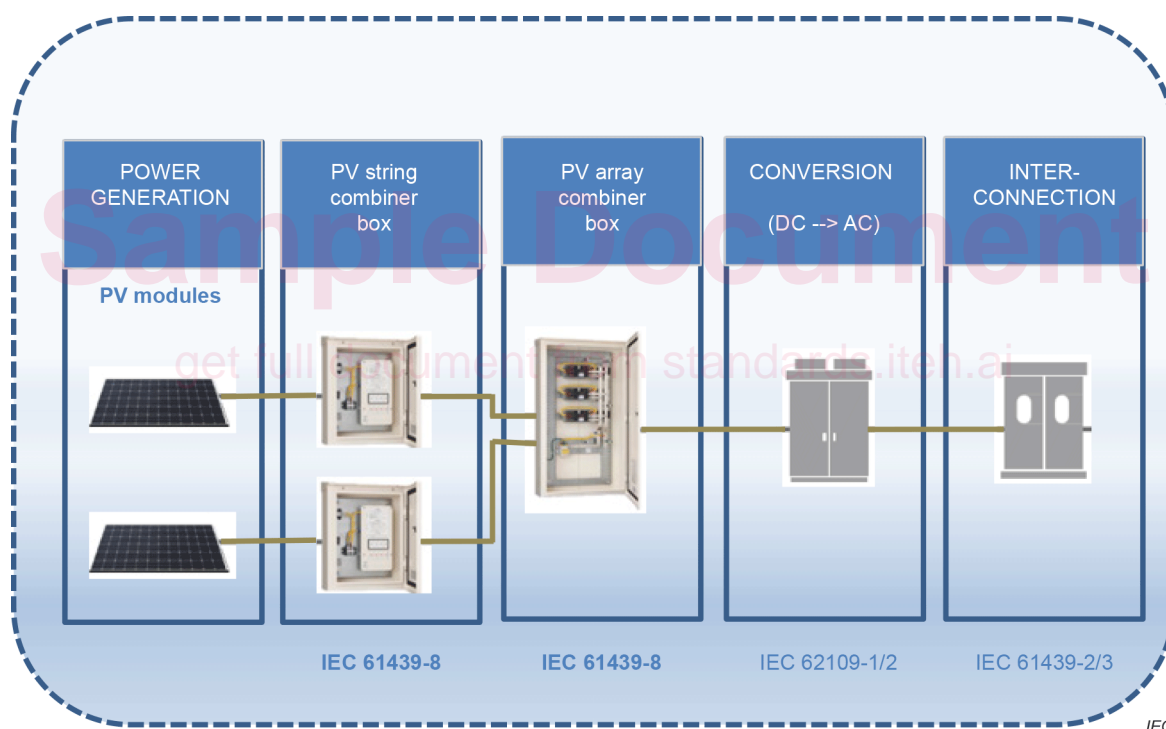 POWER
GENERATION
PV string
combiner
box
PV array
combiner
box
CONVERSION
(DC --> AC)
INTER-
CONNECTION
Sample Document
PV modules
get full document from standards.iteh.ai
IEC 61439-8
IEC 61439-8
IEC 62109-1/2
IEC 61439-2/3
IEC